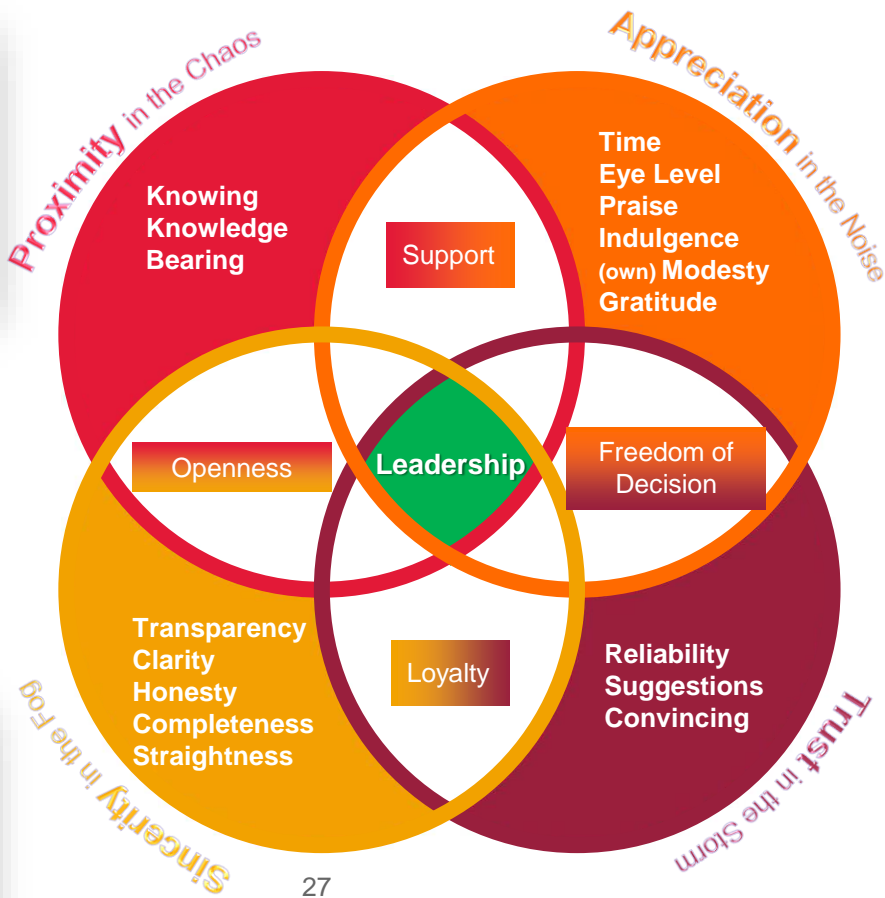 Proximity in the Chaos
Appreciation in the Noise
Knowing
Knowledge
Bearing
Support
Time
Eye Level
Praise
Indulgence
(own) Modesty
Gratitude
Openness
Leadership
Freedom of
Decision
Transparency
Clarity
Honesty
Completeness
Straightness
Loyalty
Reliability
Suggestions
Convincing
Sincerity in the Fog
Trust in the Storm
27